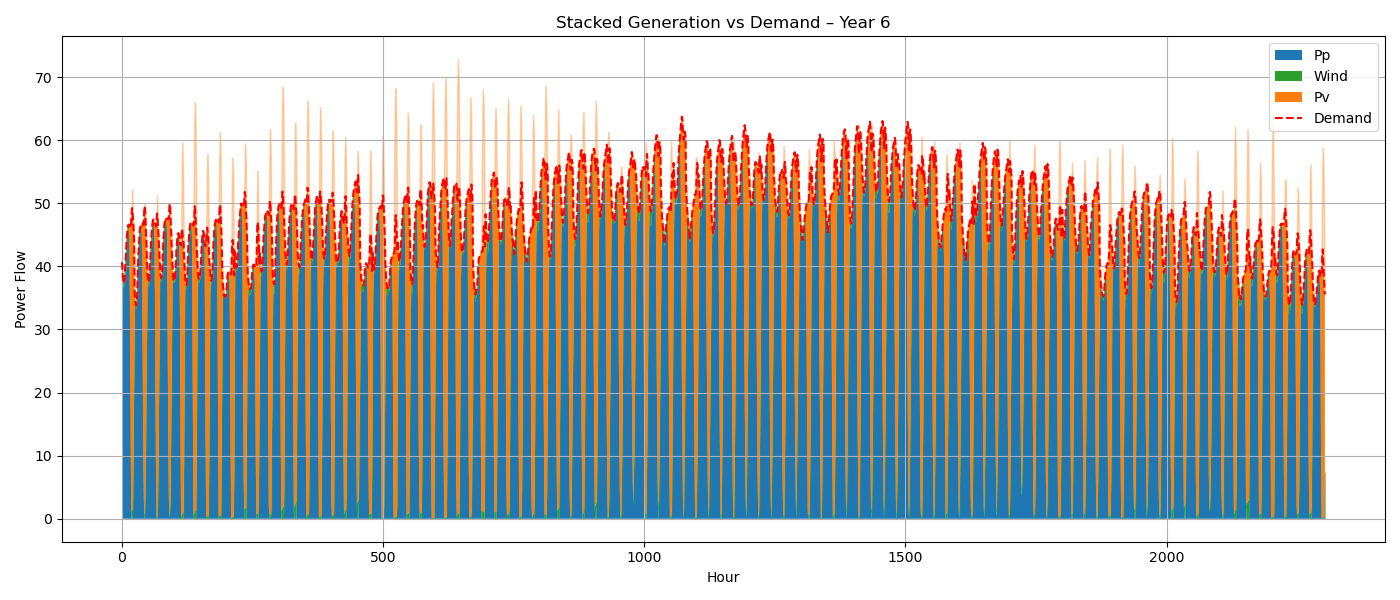 Stacked Generation vs Demand – Year 6
Pp
Wind
Pv
Demand
Power Flow
70
60
50
40
30
20
10
0
0 500 1000 1500 2000
Hour